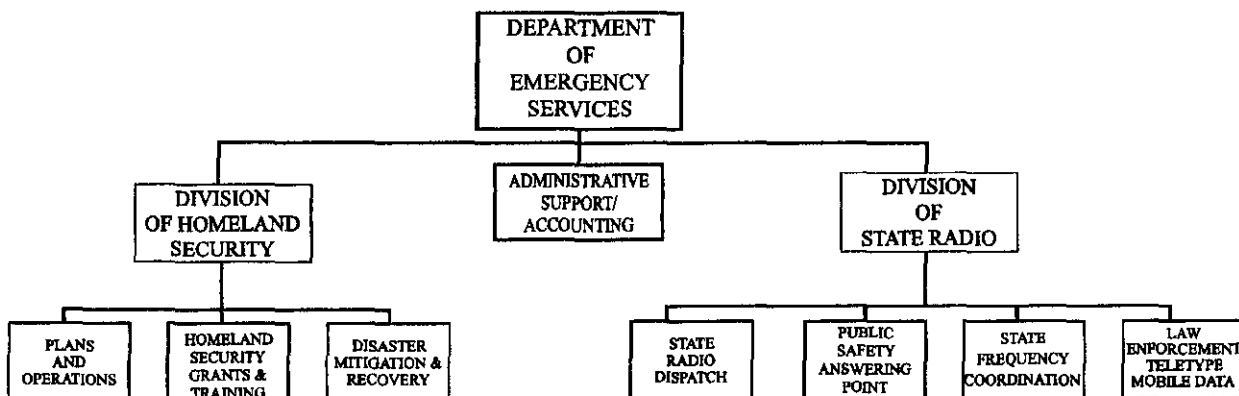 DEPARTMENT
OF
EMERGENCY
SERVICES
DIVISION
OF HOMELAND
SECURITY
ADMINISTRATIVE
SUPPORT/
ACCOUNTING
DIVISION
OF
STATE RADIO
PLANS
AND
OPERATIONS
HOMELAND
SECURITY
GRANTS &
TRAINING
DISASTER
MITIGATION &
RECOVERY
STATE
RADIO
DISPATCH
PUBLIC
SAFETY
ANSWERING
POINT
STATE
FREQUENCY
COORDINATION
LAW
ENFORCEMENT
TELETYPE
MOBILE DATA